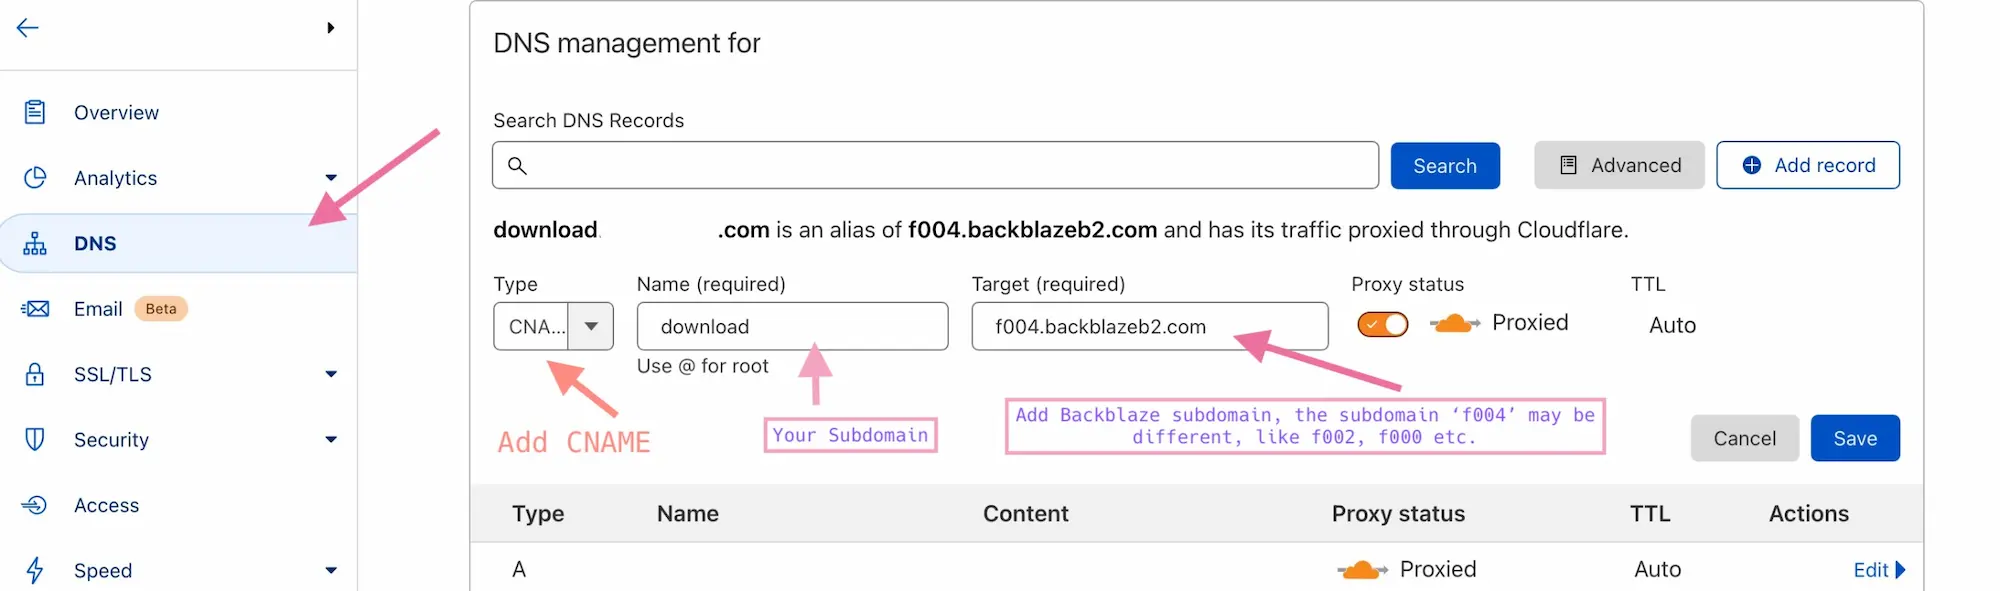 Overview
Analytics
DNS
Email Beta
SSL/TLS
Security
Access
Speed
DNS management for
Search DNS Records
Search
Advanced
Add record
download .com is an alias of f004.backblazeb2.com and has its traffic proxied through Cloudflare.
Type Name (required) Target (required) Proxy status TTL
CNA... download f004.backblazeb2.com Proxied Auto
Use @ for root
Add CNAME
Your Subdomain
Add Backblaze subdomain, the subdomain ‘f004’ may be
different, like f002, f000 etc.
Cancel Save
Type Name Content Proxy status TTL Actions
A Proxied Auto Edit